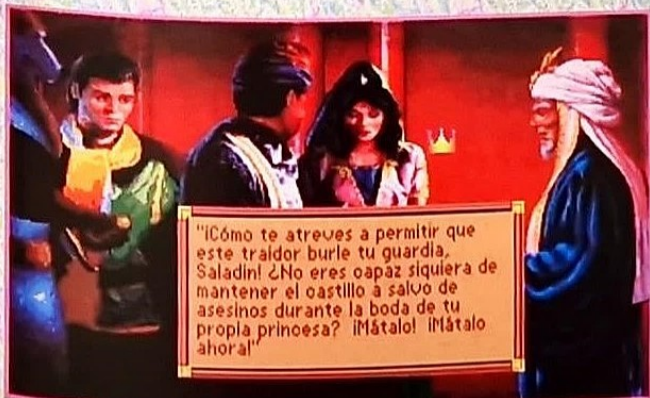 "¡Cómo te atreves a permitir que
este traidor burle tu guardia,
Saladin! ¿No eres capaz siquiera de
mantener el castillo a salvo de
asesinos durante la boda de tu
propia princesa? ¡Mátalo! ¡Mátalo
ahora!"